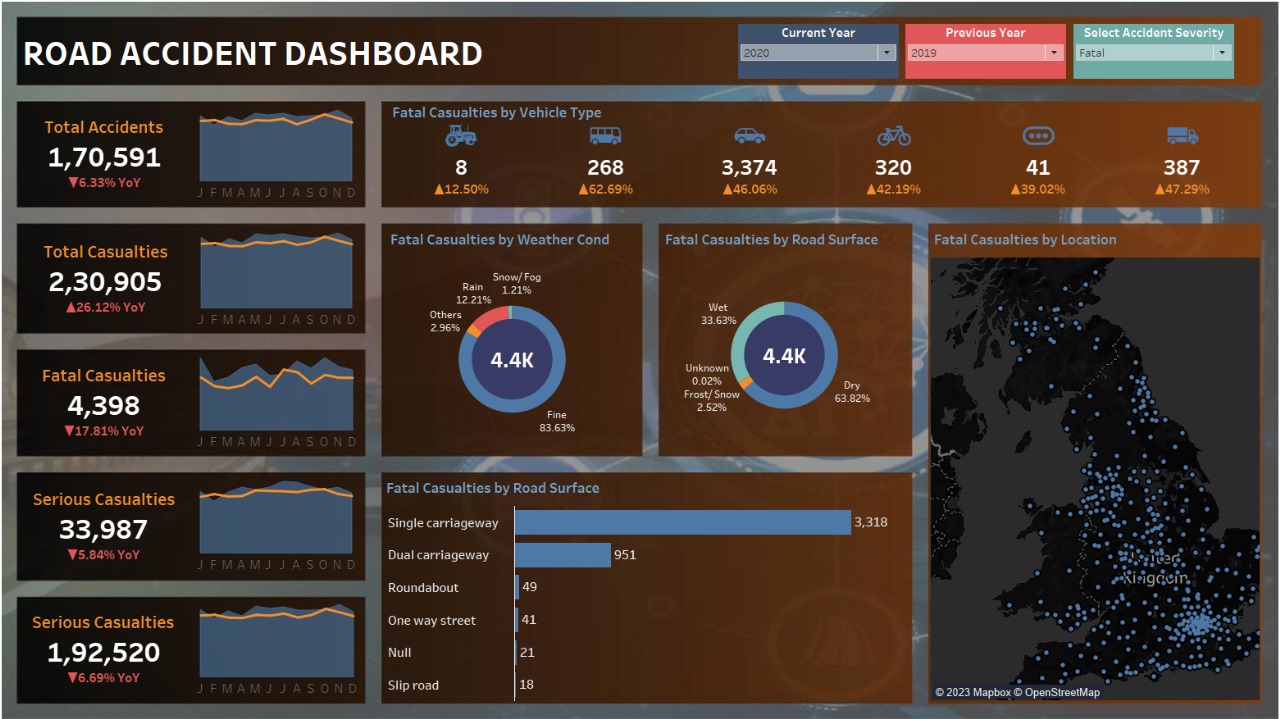 ROAD ACCIDENT DASHBOARD
Current Year
2020
Previous Year
2019
Select Accident Severity
Fatal
Total Accidents
1,70,591
▼6.33% YoY
J F M A M J J A S O N D
Total Casualties
2,30,905
▲26.12% YoY
J F M A M J J A S O N D
Fatal Casualties
4,398
▼17.81% YoY
J F M A M J J A S O N D
Serious Casualties
33,987
▼5.84% YoY
J F M A M J J A S O N D
Serious Casualties
1,92,520
▼6.69% YoY
J F M A M J J A S O N D
Fatal Casualties by Vehicle Type
8 268 3,374 320 41 387
▲12.50% ▲62.69% ▲46.06% ▲42.19% ▲39.02% ▲47.29%
Fatal Casualties by Weather Cond
Snow/Fog
1.21%
Rain
12.21%
Others
2.96%
4.4K
Fine
83.63%
Fatal Casualties by Road Surface
Wet
33.63%
4.4K
Unknown
0.02%
Frost/Snow
2.52%
Dry
63.82%
Fatal Casualties by Road Surface
Single carriageway 3,318
Dual carriageway 951
Roundabout 49
One way street 41
Null 21
Slip road 18
Fatal Casualties by Location
United
Kingdom
© 2023 Mapbox © OpenStreetMap